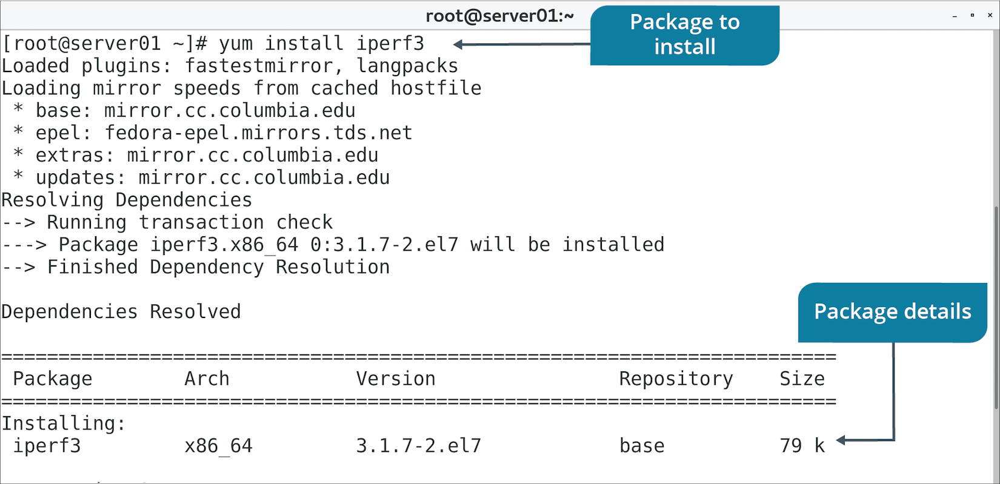 root@server01:~
Package to
install
[root@server01 ~]# yum install iperf3
Loaded plugins: fastestmirror, langpacks
Loading mirror speeds from cached hostfile
 * base: mirror.cc.columbia.edu
 * epel: fedora-epel.mirrors.tds.net
 * extras: mirror.cc.columbia.edu
 * updates: mirror.cc.columbia.edu
Resolving Dependencies
--> Running transaction check
---> Package iperf3.x86_64 0:3.1.7-2.el7 will be installed
--> Finished Dependency Resolution
Dependencies Resolved
Package details
=========================================================================
 Package        Arch           Version                Repository    Size
=========================================================================
Installing:
 iperf3         x86_64         3.1.7-2.el7            base          79 k